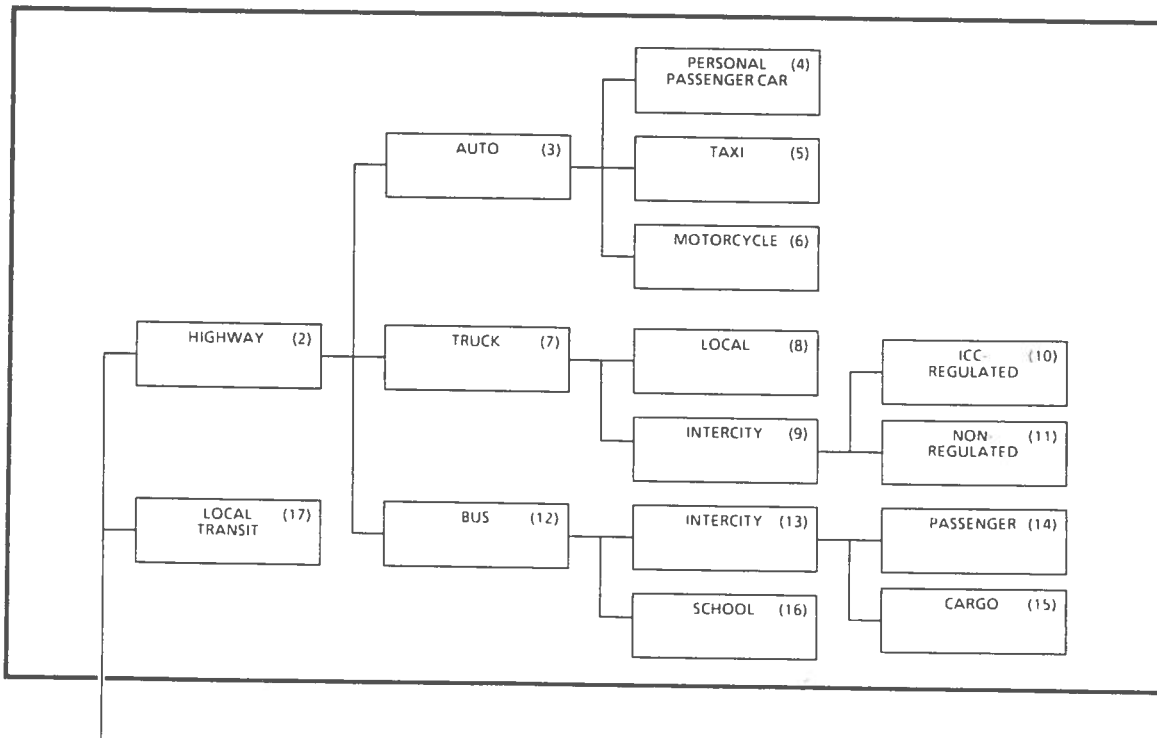 PERSONAL (4)
PASSENGER CAR
AUTO (3)
TAXI (5)
MOTORCYCLE (6)
HIGHWAY (2)
TRUCK (7)
LOCAL (8)
ICC- (10)
REGULATED
INTERCITY (9)
NON- (11)
REGULATED
LOCAL (17)
TRANSIT
BUS (12)
INTERCITY (13)
PASSENGER (14)
SCHOOL (16)
CARGO (15)